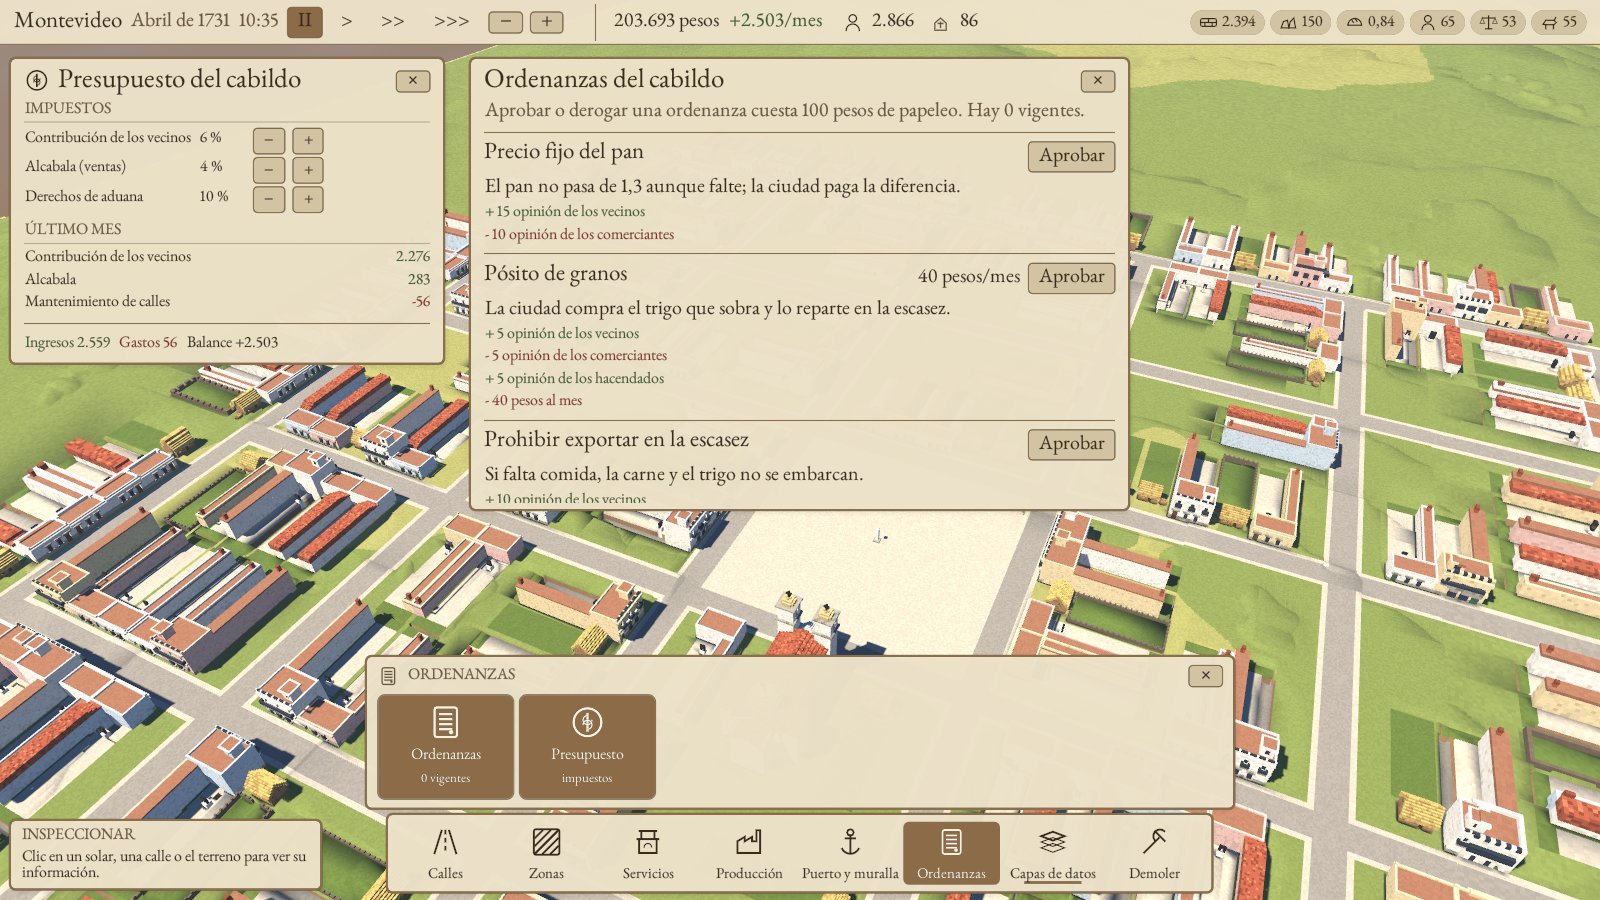 Montevideo Abril de 1731 10:35 II > >> >>> − + 203.693 pesos +2.503/mes 2.866 86 2.394 150 0,84 65 53 55
Presupuesto del cabildo ×
IMPUESTOS
Contribución de los vecinos 6 % − +
Alcabala (ventas) 4 % − +
Derechos de aduana 10 % − +
ÚLTIMO MES
Contribución de los vecinos 2.276
Alcabala 283
Mantenimiento de calles -56
Ingresos 2.559 Gastos 56 Balance +2.503
Ordenanzas del cabildo ×
Aprobar o derogar una ordenanza cuesta 100 pesos de papeleo. Hay 0 vigentes.
Precio fijo del pan Aprobar
El pan no pasa de 1,3 aunque falte; la ciudad paga la diferencia.
+15 opinión de los vecinos
-10 opinión de los comerciantes
Pósito de granos 40 pesos/mes Aprobar
La ciudad compra el trigo que sobra y lo reparte en la escasez.
+5 opinión de los vecinos
-5 opinión de los comerciantes
+5 opinión de los hacendados
-40 pesos al mes
Prohibir exportar en la escasez Aprobar
Si falta comida, la carne y el trigo no se embarcan.
+10 opinión de los vecinos
ORDENANZAS ×
Ordenanzas
0 vigentes
Presupuesto
impuestos
INSPECCIONAR
Clic en un solar, una calle o el terreno para ver su
información.
Calles Zonas Servicios Producción Puerto y muralla Ordenanzas Capas de datos Demoler